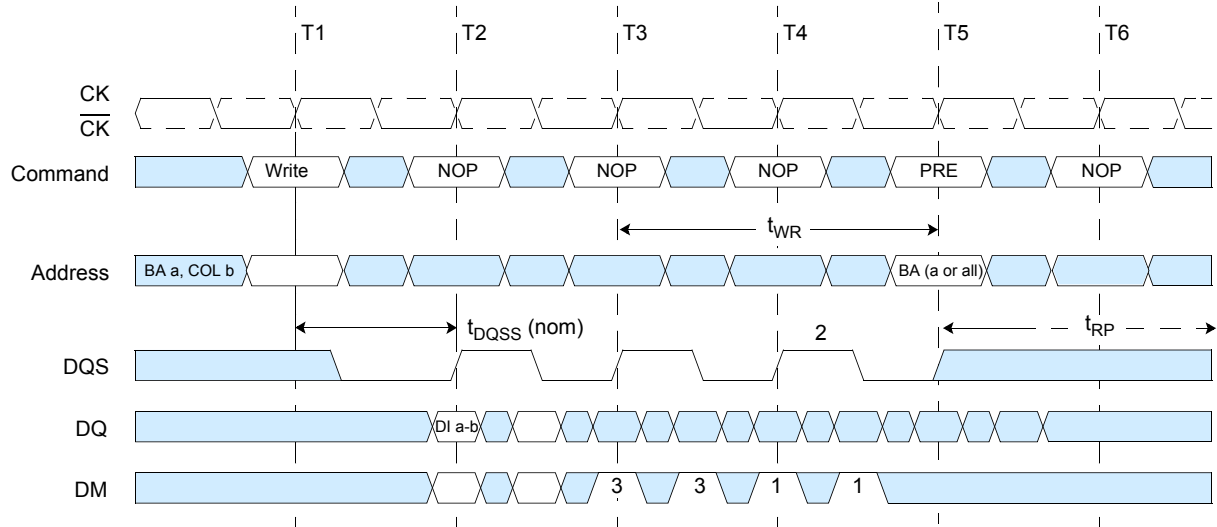 T1 T2 T3 T4 T5 T6
CK
CK
Command Write NOP NOP NOP PRE NOP
tWR
Address BA a, COL b BA (a or all)
tDQSS (nom) 2 tRP
DQS
DQ DI a-b
DM 3 3 1 1